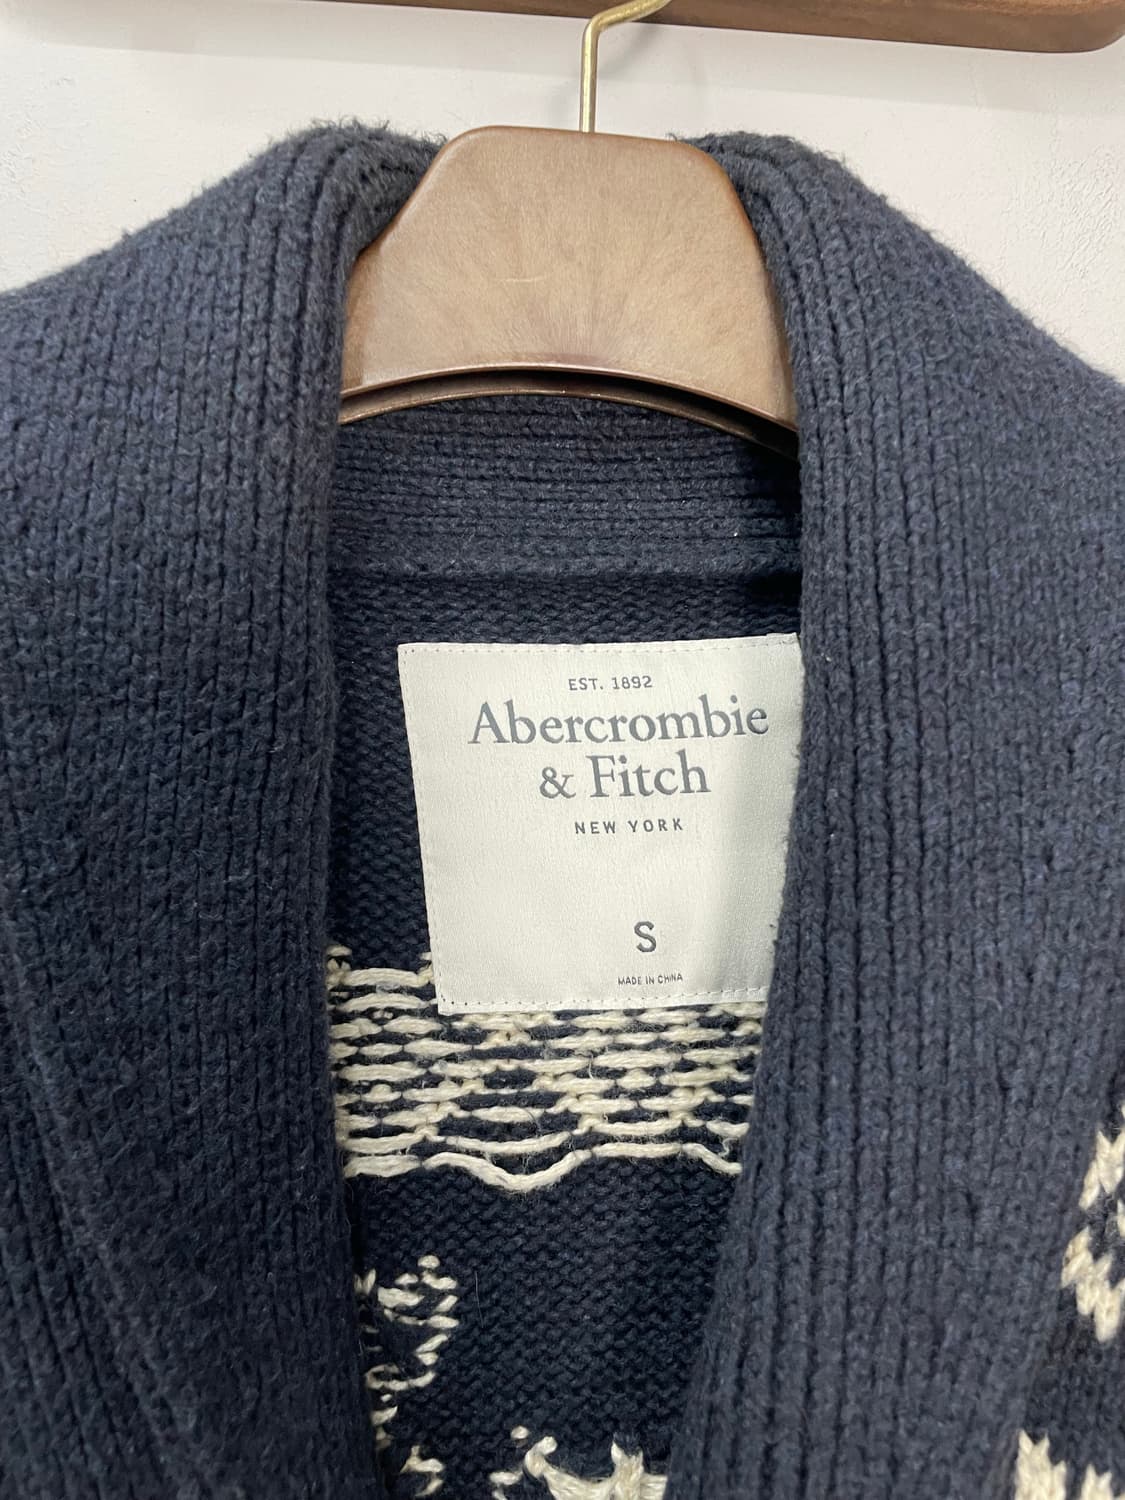 EST. 1892
Abercrombie
& Fitch
NEW YORK
S
MADE IN CHINA